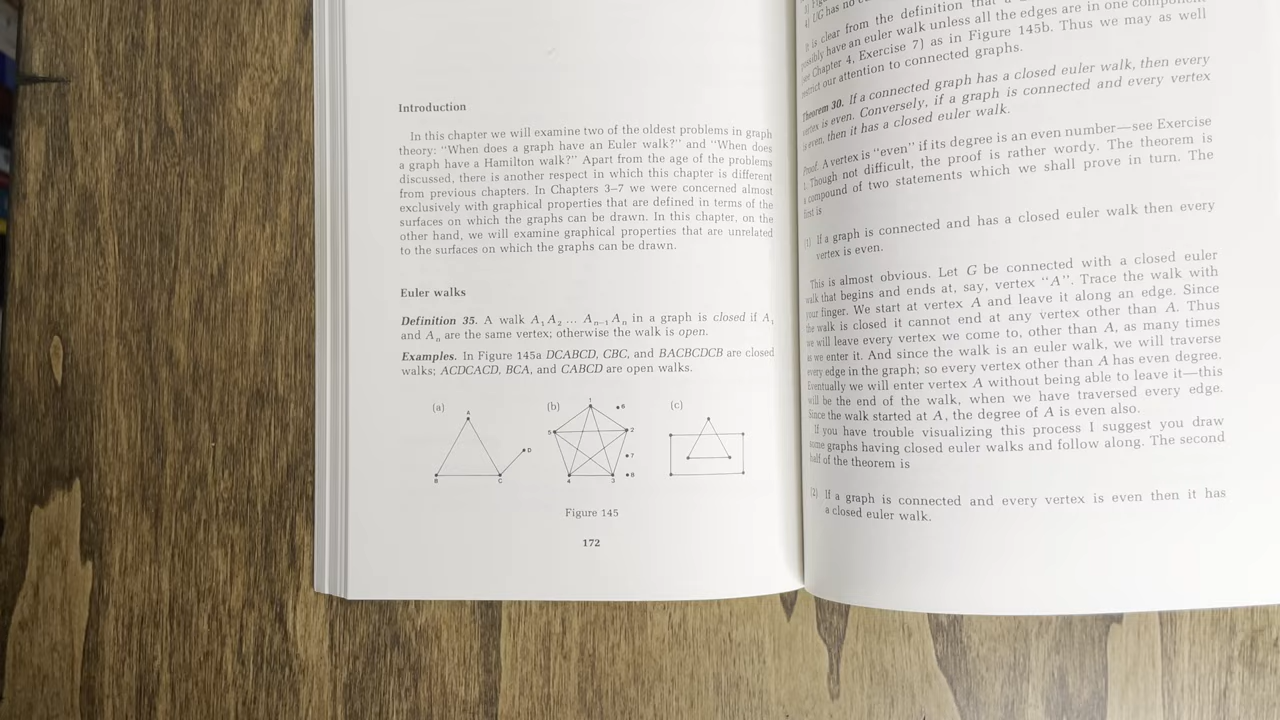 Introduction
In this chapter we will examine two of the oldest problems in graph
theory: "When does a graph have an Euler walk?" and "When does
a graph have a Hamilton walk?" Apart from the age of the problems
discussed, there is another respect in which this chapter is different
from previous chapters. In Chapters 3–7 we were concerned almost
exclusively with graphical properties that are defined in terms of the
surfaces on which the graphs can be drawn. In this chapter, on the
other hand, we will examine graphical properties that are unrelated
to the surfaces on which the graphs can be drawn.
Euler walks
Definition 35. A walk A₁A₂ ... Aₙ₋₁Aₙ in a graph is closed if A₁
and Aₙ are the same vertex; otherwise the walk is open.
Examples. In Figure 145a DCABCD, CBC, and BACBCDCB are closed
walks; ACDCACD, BCA, and CABCD are open walks.
(a) (b) (c)
A
B
C
D
1
6
5
2
7
4
3
8
Figure 145
172
4) UG has no
It is clear from the definition that a
possibly have an euler walk unless all the edges are in one component
see Chapter 4, Exercise 7) as in Figure 145b. Thus we may as well
restrict our attention to connected graphs.
Theorem 30. If a connected graph has a closed euler walk, then every
vertex is even. Conversely, if a graph is connected and every vertex
is even, then it has a closed euler walk.
Proof. A vertex is "even" if its degree is an even number—see Exercise
1. Though not difficult, the proof is rather wordy. The theorem is
a compound of two statements which we shall prove in turn. The
first is
(1) If a graph is connected and has a closed euler walk then every
vertex is even.
This is almost obvious. Let G be connected with a closed euler
walk that begins and ends at, say, vertex "A". Trace the walk with
your finger. We start at vertex A and leave it along an edge. Since
the walk is closed it cannot end at any vertex other than A. Thus
we will leave every vertex we come to, other than A, as many times
as we enter it. And since the walk is an euler walk, we will traverse
every edge in the graph; so every vertex other than A has even degree.
Eventually we will enter vertex A without being able to leave it—this
will be the end of the walk, when we have traversed every edge.
Since the walk started at A, the degree of A is even also.
If you have trouble visualizing this process I suggest you draw
some graphs having closed euler walks and follow along. The second
half of the theorem is
(2) If a graph is connected and every vertex is even then it has
a closed euler walk.